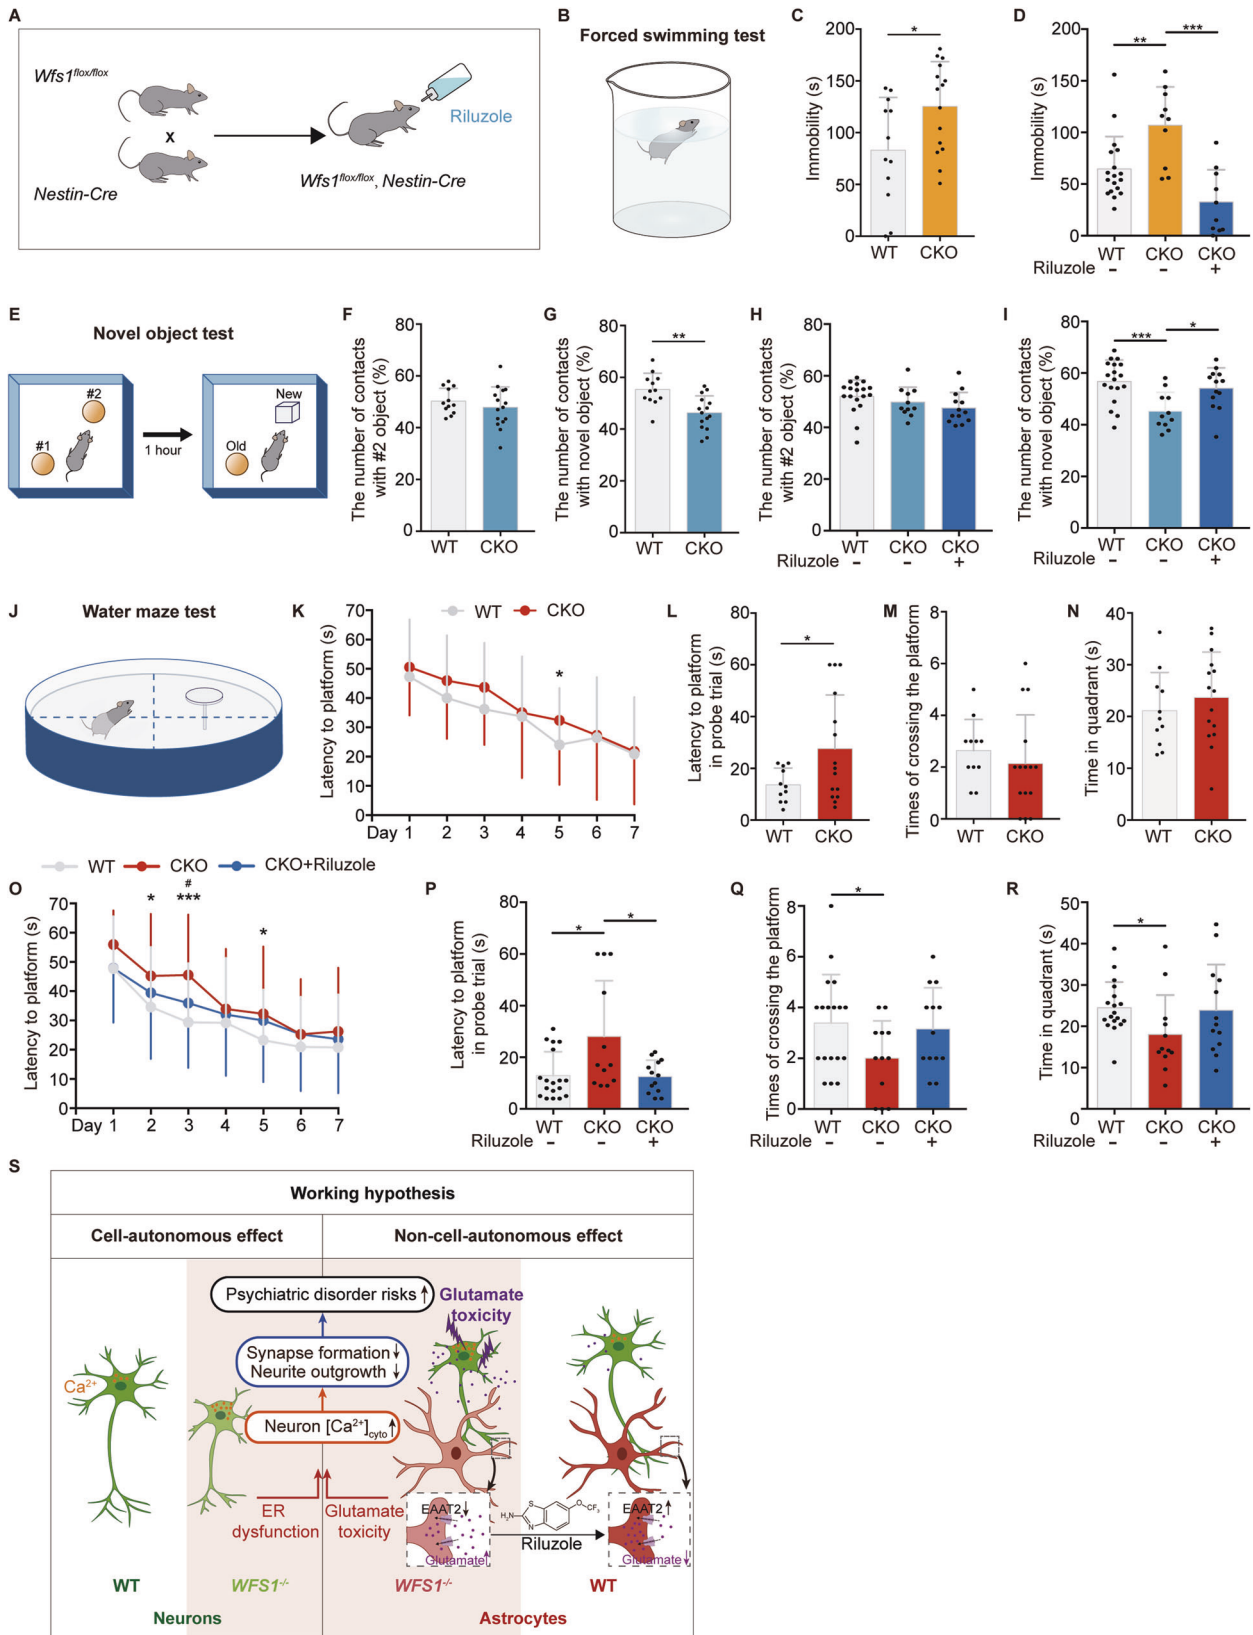 A
Wfs1flox/flox
X
Nestin-Cre
Riluzole
Wfs1flox/flox, Nestin-Cre
B
Forced swimming test
C
Immobility (s)
200
150
100
50
0
*
WT
CKO
D
Immobility (s)
200
150
100
50
0
**
***
WT
CKO
CKO
Riluzole
-
-
+
E
Novel object test
#2
#1
1 hour
New
Old
F
The number of contacts
with #2 object (%)
80
60
40
20
0
WT
CKO
G
The number of contacts
with novel object (%)
80
60
40
20
0
**
WT
CKO
H
The number of contacts
with #2 object (%)
80
60
40
20
0
WT
CKO
CKO
Riluzole
-
-
+
I
The number of contacts
with novel object (%)
80
60
40
20
0
***
*
WT
CKO
CKO
Riluzole
-
-
+
J
Water maze test
K
WT
CKO
Latency to platform (s)
70
60
50
40
30
20
10
0
*
Day
1
2
3
4
5
6
7
L
Latency to platform
in probe trial (s)
80
60
40
20
0
*
WT
CKO
M
Times of crossing the platform
8
6
4
2
0
WT
CKO
N
Time in quadrant (s)
40
30
20
10
0
WT
CKO
WT
CKO
CKO+Riluzole
O
Latency to platform (s)
70
60
50
40
30
20
10
0
*
#
***
*
Day
1
2
3
4
5
6
7
P
Latency to platform
in probe trial (s)
80
60
40
20
0
*
*
WT
CKO
CKO
Riluzole
-
-
+
Q
Times of crossing the platform
8
6
4
2
0
*
WT
CKO
CKO
Riluzole
-
-
+
R
Time in quadrant (s)
50
40
30
20
10
0
*
WT
CKO
CKO
Riluzole
-
-
+
S
Working hypothesis
Cell-autonomous effect
Non-cell-autonomous effect
Psychiatric disorder risks ↑
Glutamate
toxicity
Synapse formation ↓
Neurite outgrowth ↓
Ca2+
Neuron [Ca2+]cyto ↑
ER
dysfunction
Glutamate
toxicity
EAAT2 ↓
Glutamate ↑
S
N
H2N
O
CF3
Riluzole
EAAT2 ↑
Glutamate ↓
WT
WFS1-/-
WFS1-/-
WT
Neurons
Astrocytes